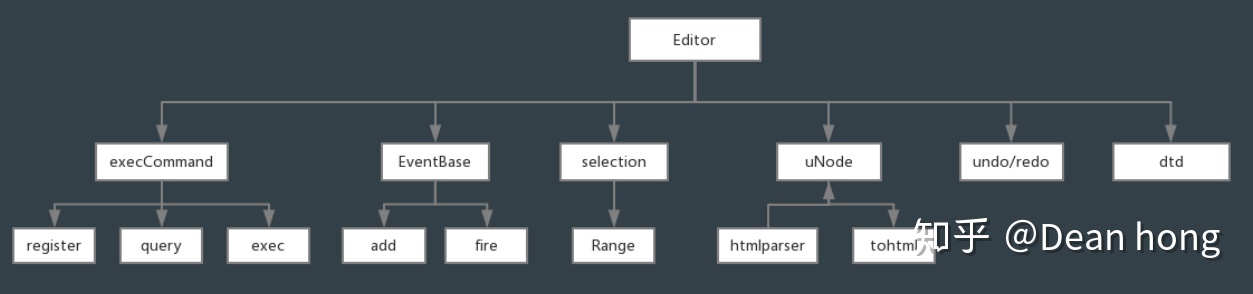 Editor
execCommand
EventBase
selection
uNode
undo/redo
dtd
register
query
exec
add
fire
Range
htmlparser
tohtml
知乎 @Dean hong